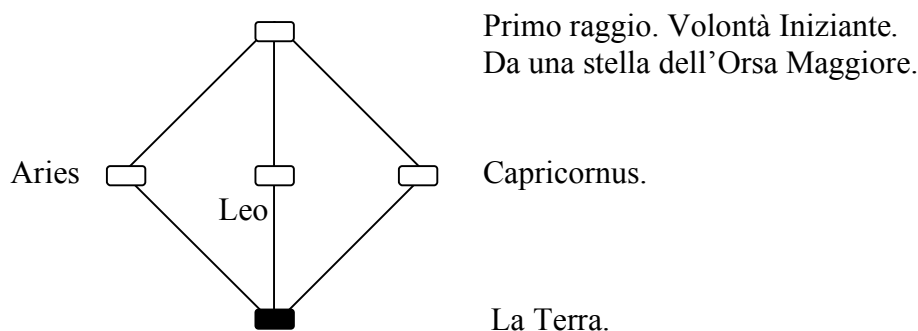 Primo raggio. Volontà Iniziante.
Da una stella dell’Orsa Maggiore.
Aries
Capricornus.
Leo
La Terra.